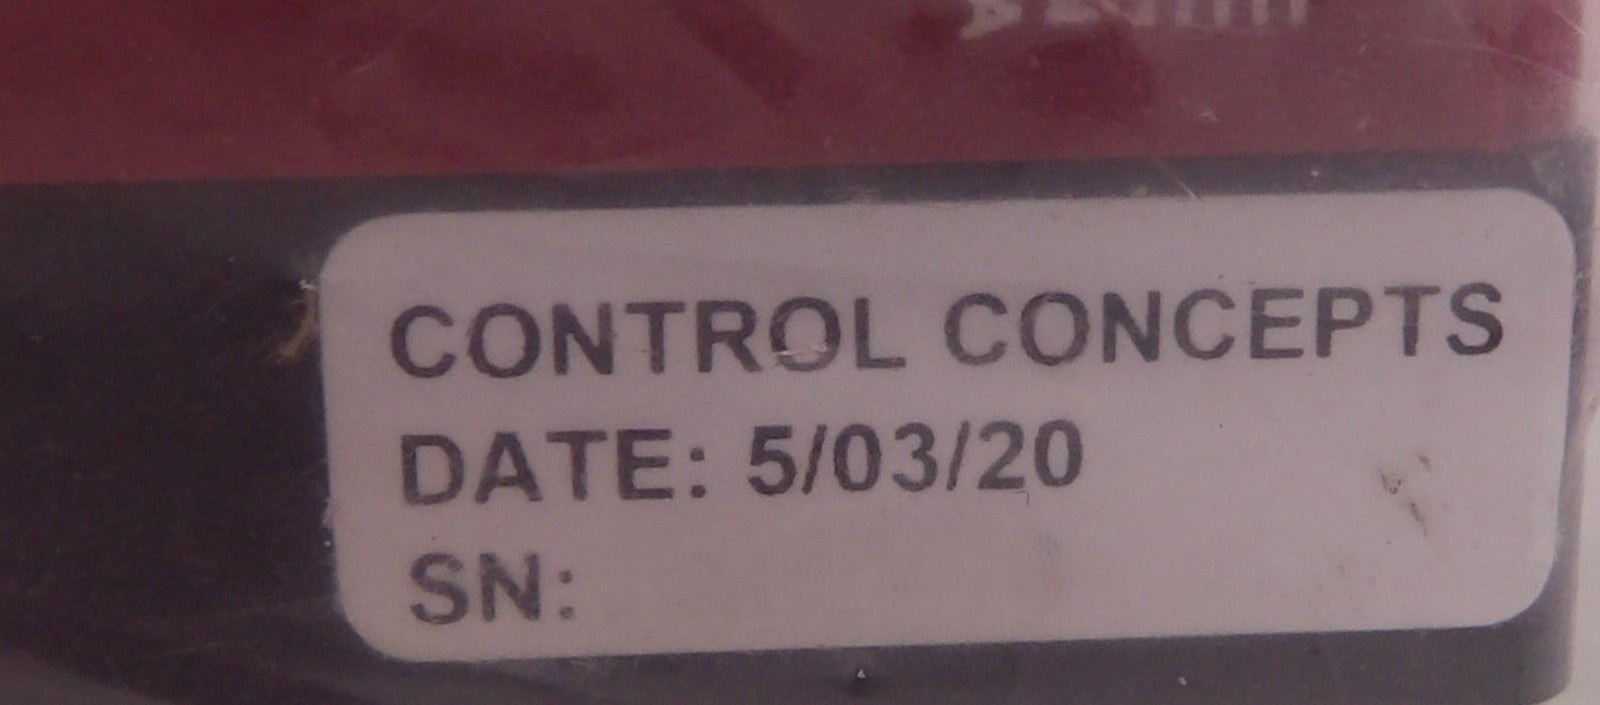 CONTROL CONCEPTS
DATE: 5/03/20
SN: